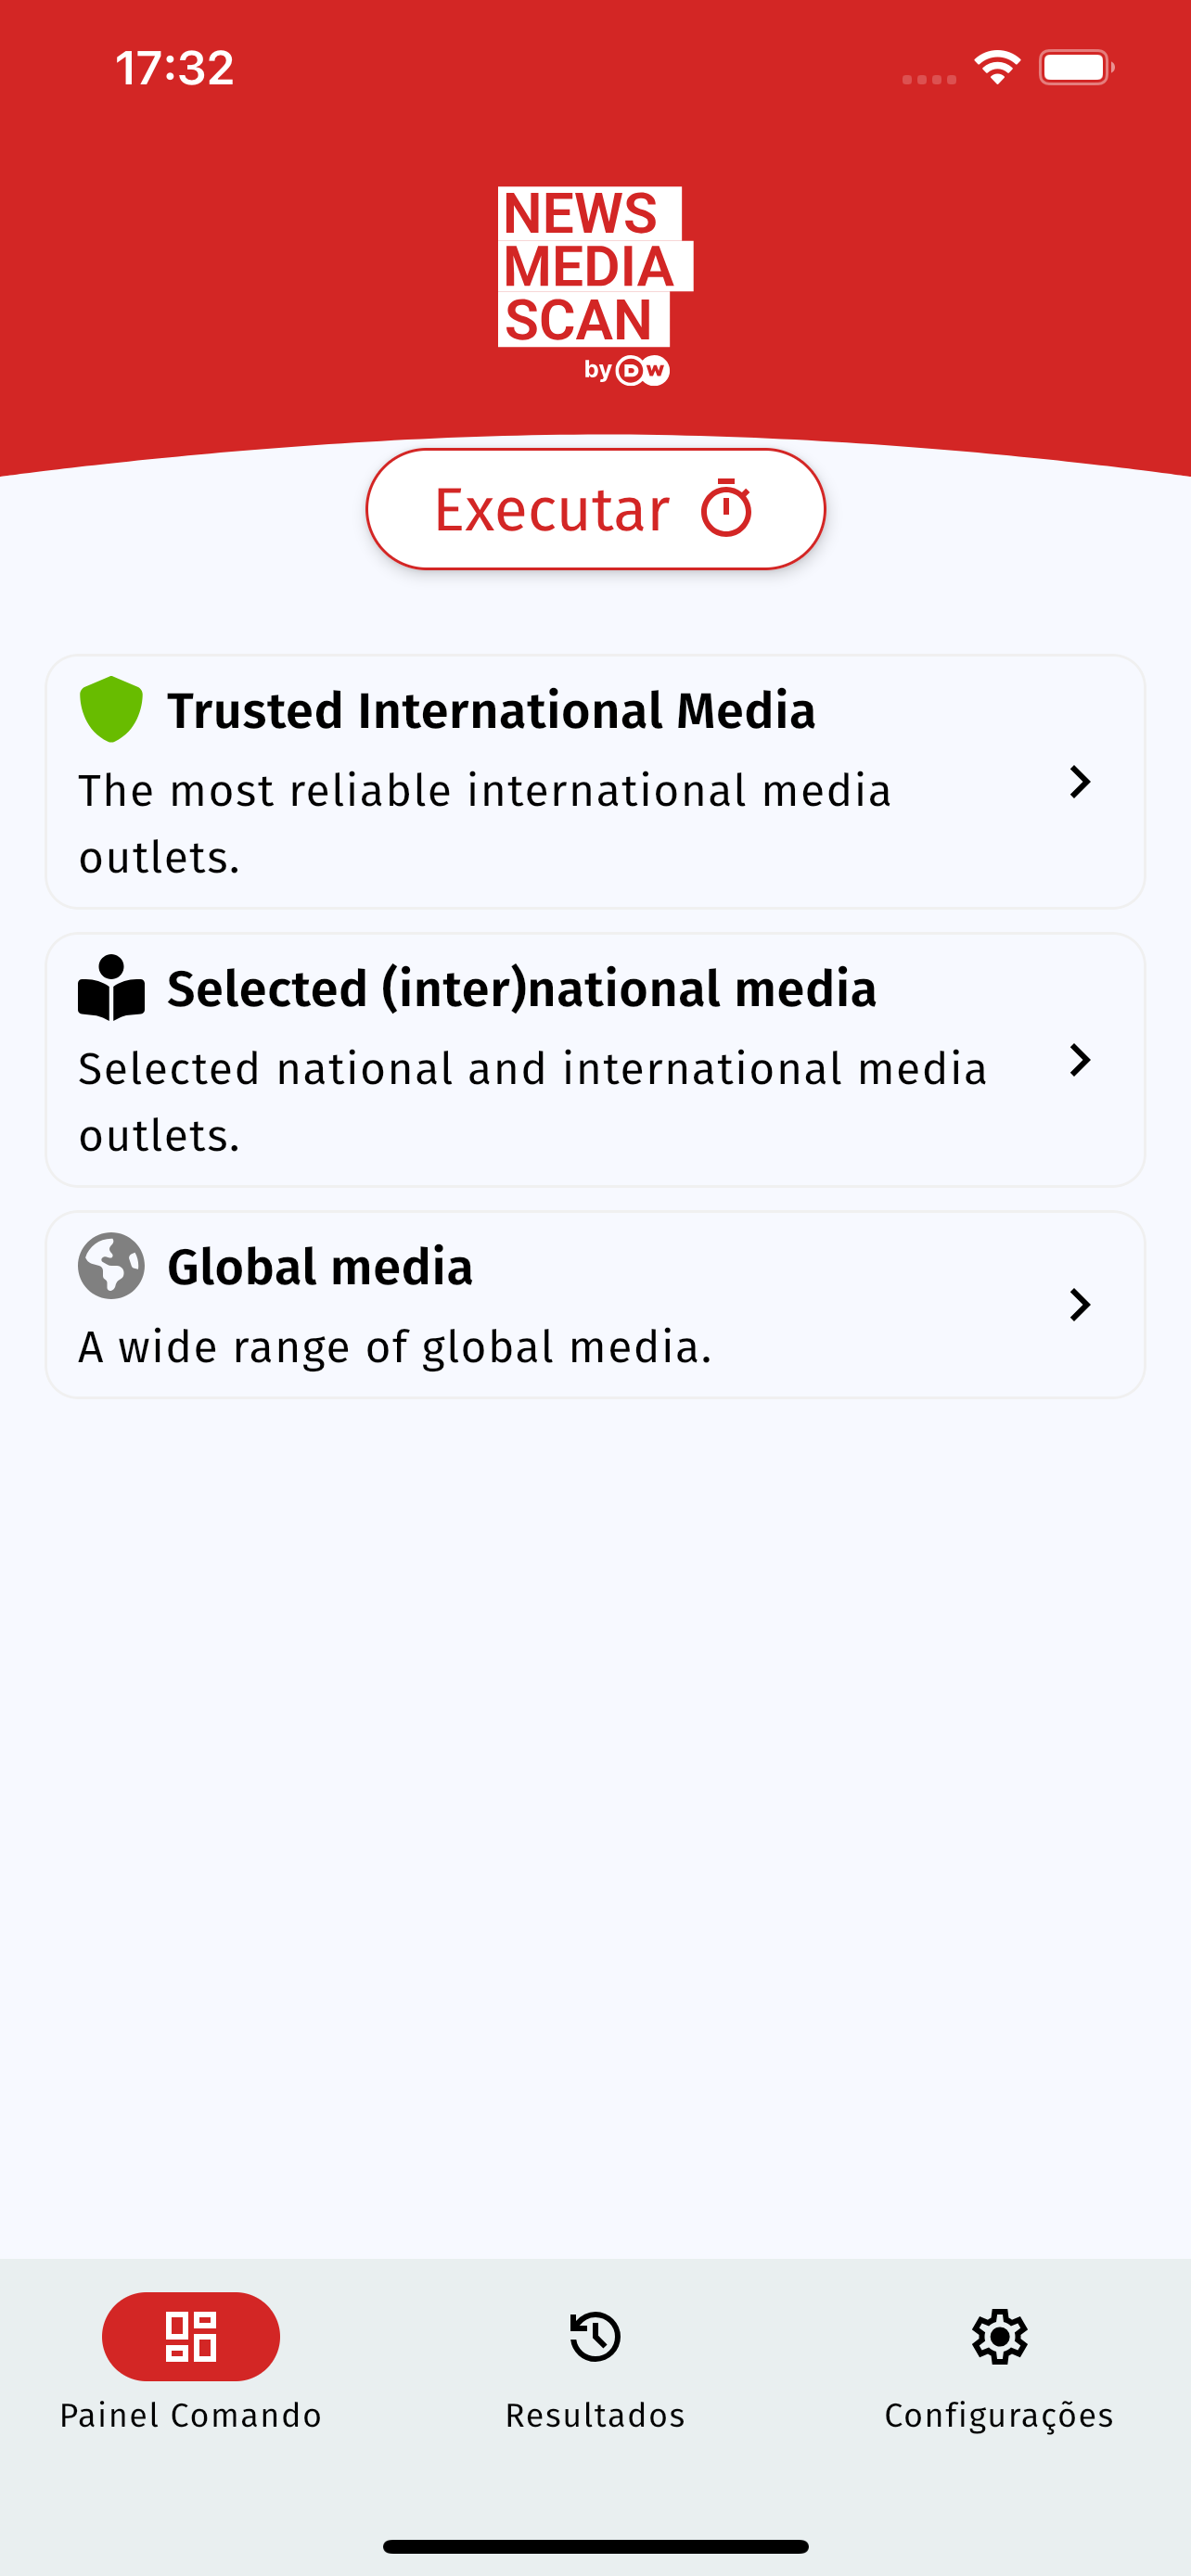 17:32
NEWS
MEDIA
SCAN
by DW
Executar
Trusted International Media
The most reliable international media
outlets.
Selected (inter)national media
Selected national and international media
outlets.
Global media
A wide range of global media.
Painel Comando
Resultados
Configurações